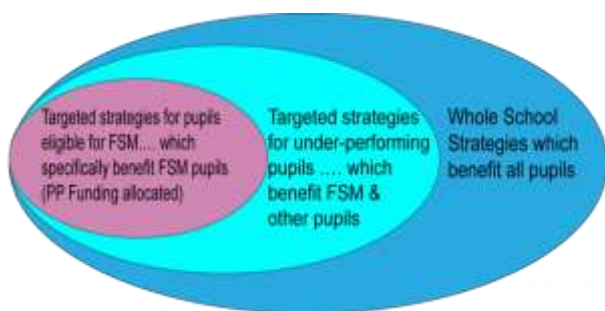 Targeted strategies for pupils
eligible for FSM.... which
specifically benefit FSM pupils
(PP Funding allocated)
Targeted strategies
for under-performing
pupils .... which
benefit FSM &
other pupils
Whole School
Strategies which
benefit all pupils